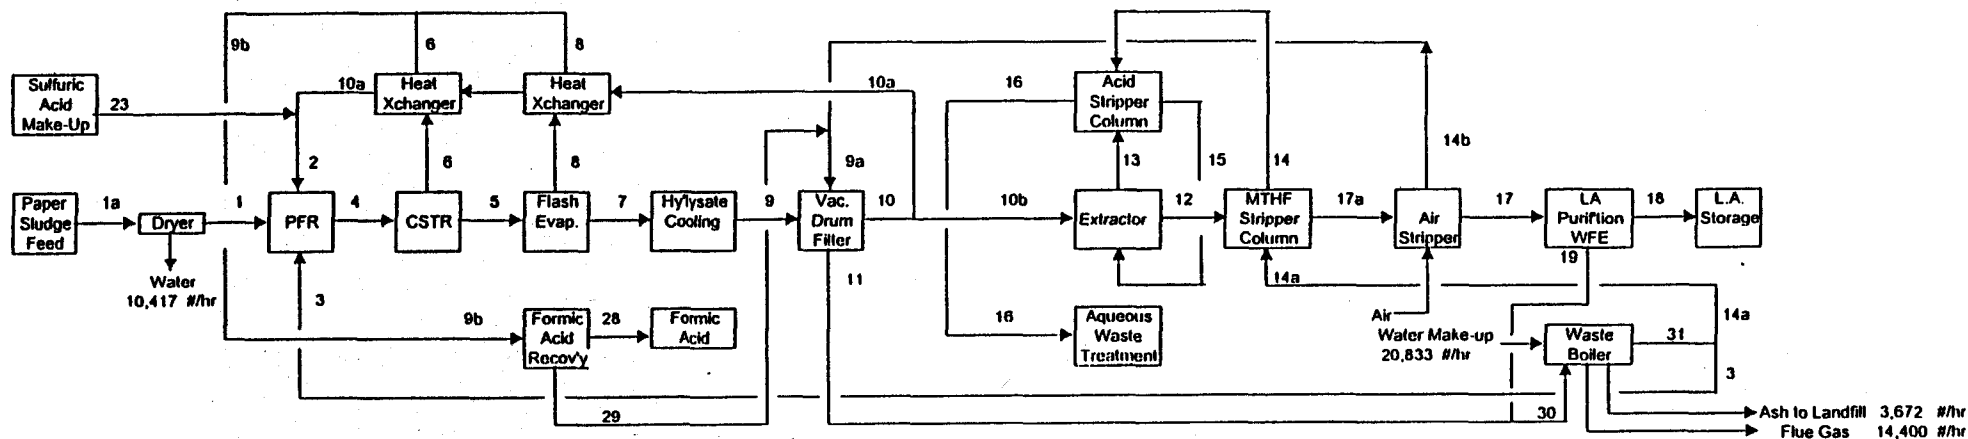 9b
6
8
Sulfuric
Acid
Make-Up
23
10a
Heat
Xchanger
Heat
Xchanger
10a
16
Acid
Stripper
Column
2
6
8
9a
13
15
14
14b
Paper
Sludge
Feed
1a
Dryer
1
PFR
4
CSTR
5
Flash
Evap.
7
Hy'lysate
Cooling
9
Vac.
Drum
Filter
10
10b
Extractor
12
MTHF
Stripper
Column
17a
Air
Stripper
17
LA
Puriftion
WFE
18
L.A.
Storage
Water
10,417 #/hr
3
11
14a
19
9b
Formic
Acid
Recov'y
28
Formic
Acid
16
Aqueous
Waste
Treatment
Air
Water Make-up
20,833 #/hr
Waste
Boiler
31
14a
3
29
30
Ash to Landfill 3,672 #/hr
Flue Gas 14,400 #/hr